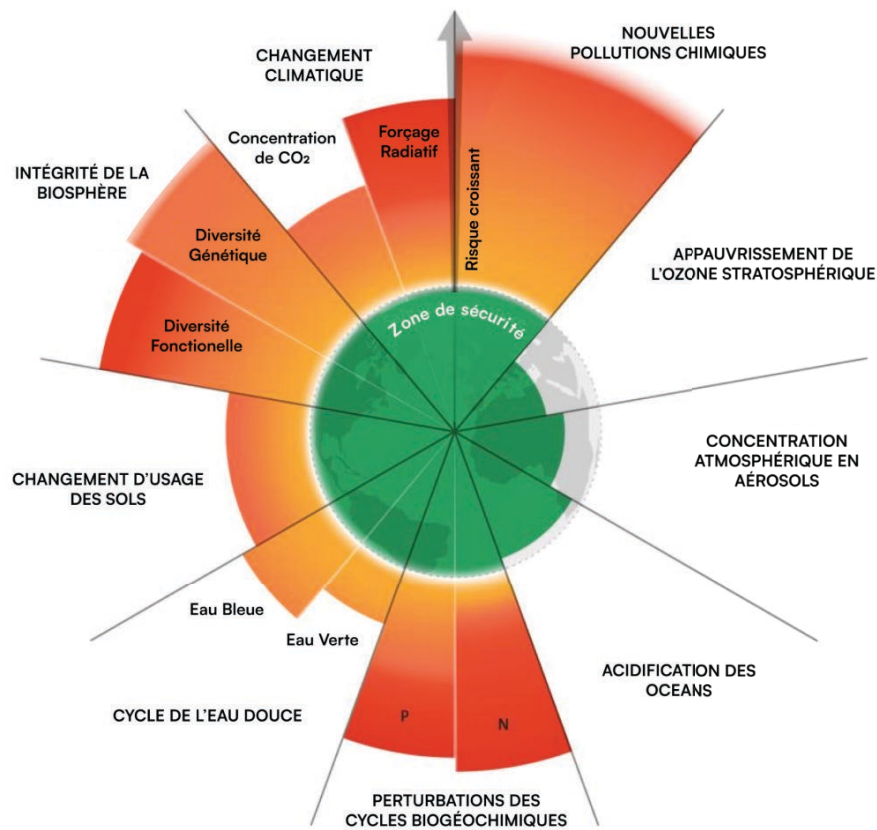 CHANGEMENT
CLIMATIQUE
NOUVELLES
POLLUTIONS CHIMIQUES
Concentration
de CO₂
Forçage
Radiatif
Risque croissant
INTÉGRITÉ DE LA
BIOSPHÈRE
Diversité
Génétique
APPAUVRISSEMENT DE
L'OZONE STRATOSPHÉRIQUE
Diversité
Fonctionelle
Zone de sécurité
CONCENTRATION
ATMOSPHÉRIQUE EN
AÉROSOLS
CHANGEMENT D'USAGE
DES SOLS
Eau Bleue
Eau Verte
ACIDIFICATION DES
OCEANS
CYCLE DE L'EAU DOUCE
P
N
PERTURBATIONS DES
CYCLES BIOGÉOCHIMIQUES